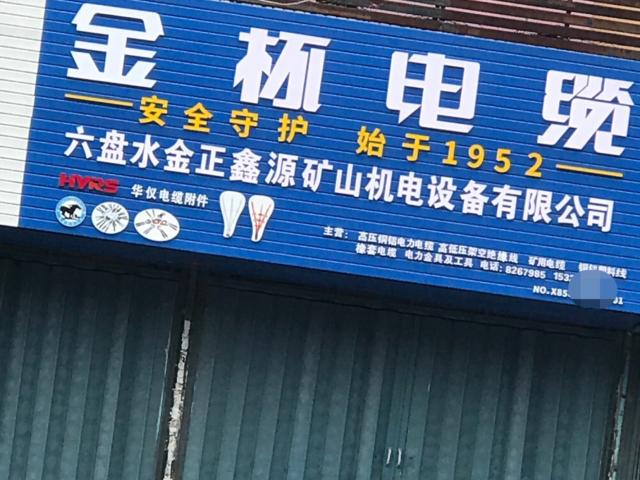 金杯电缆
安全守护 始于1952
六盘水金正鑫源矿山机电设备有限公司
HYRS 华仪电缆附件
主营：高压铜铝电力电缆 高低压架空绝缘线 矿用电缆
橡套电缆 电力金具及工具 电话：8267985